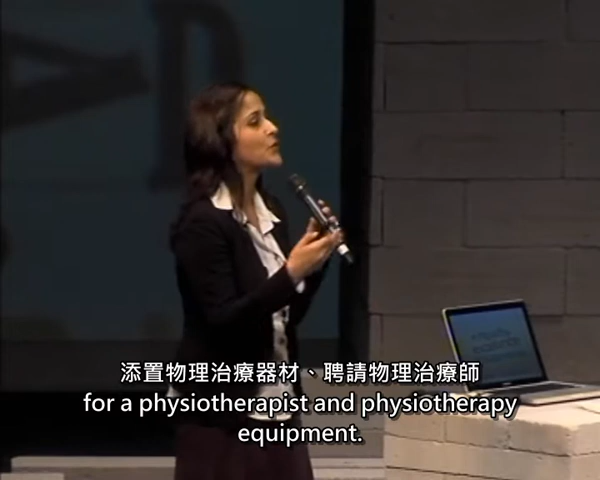 添置物理治療器材、聘請物理治療師
for a physiotherapist and physiotherapy
equipment.